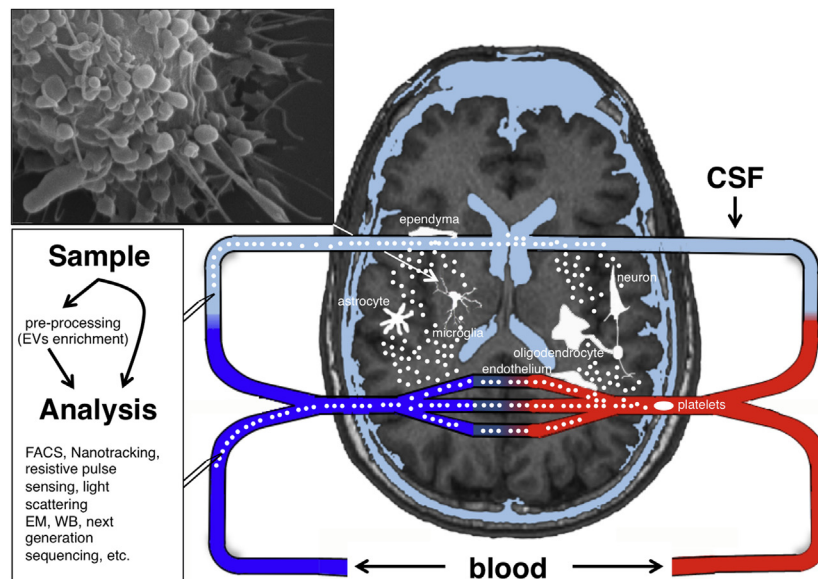 CSF
ependyma
neuron
astrocyte
microglia
oligodendrocyte
endothelium
platelets
Sample
pre-processing
(EVs enrichment)
Analysis
FACS, Nanotracking,
resistive pulse
sensing, light
scattering
EM, WB, next
generation
sequencing, etc.
blood